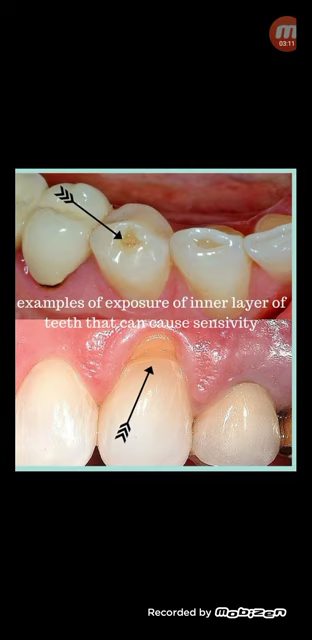 03:11
examples of exposure of inner layer of
teeth that can cause sensivity
Recorded by mobizen